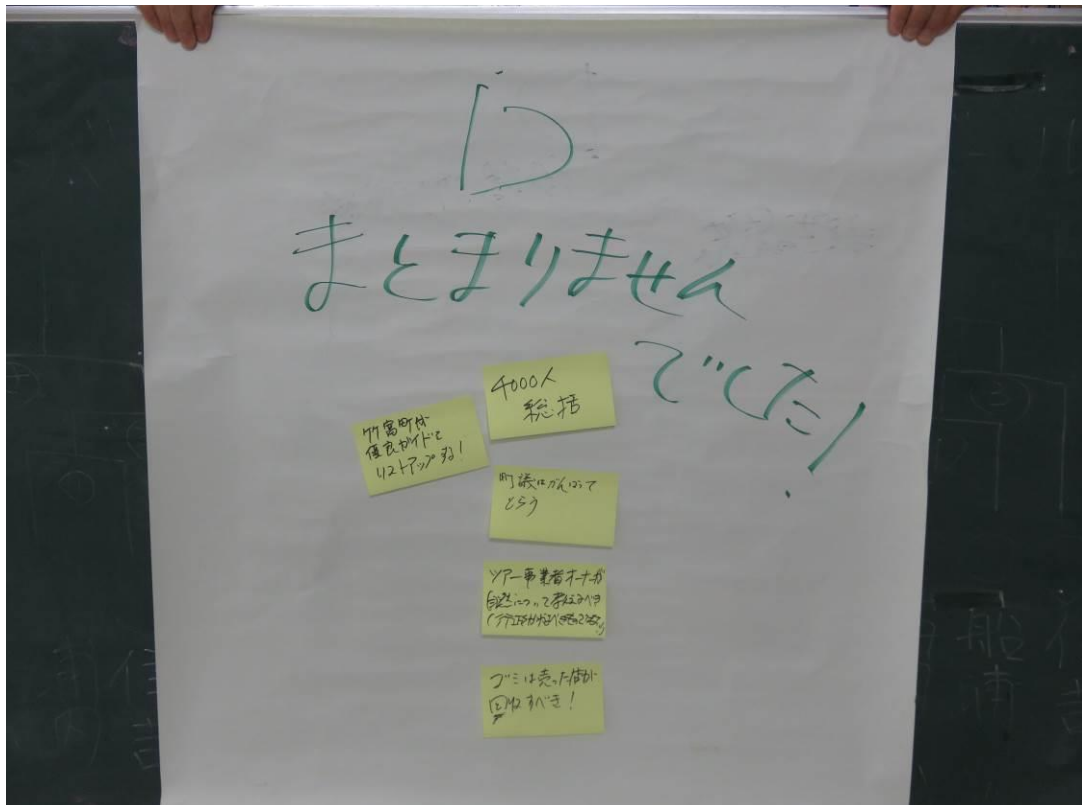 D
まとまりません
でした!
4000人
総括
竹富町が
優良ガイドを
リストアップする!
町議にがんばって
もらう
ツアー事業者オーナーが
自然について教えるべき
ゴミは売った店が
回収すべき!
船浦